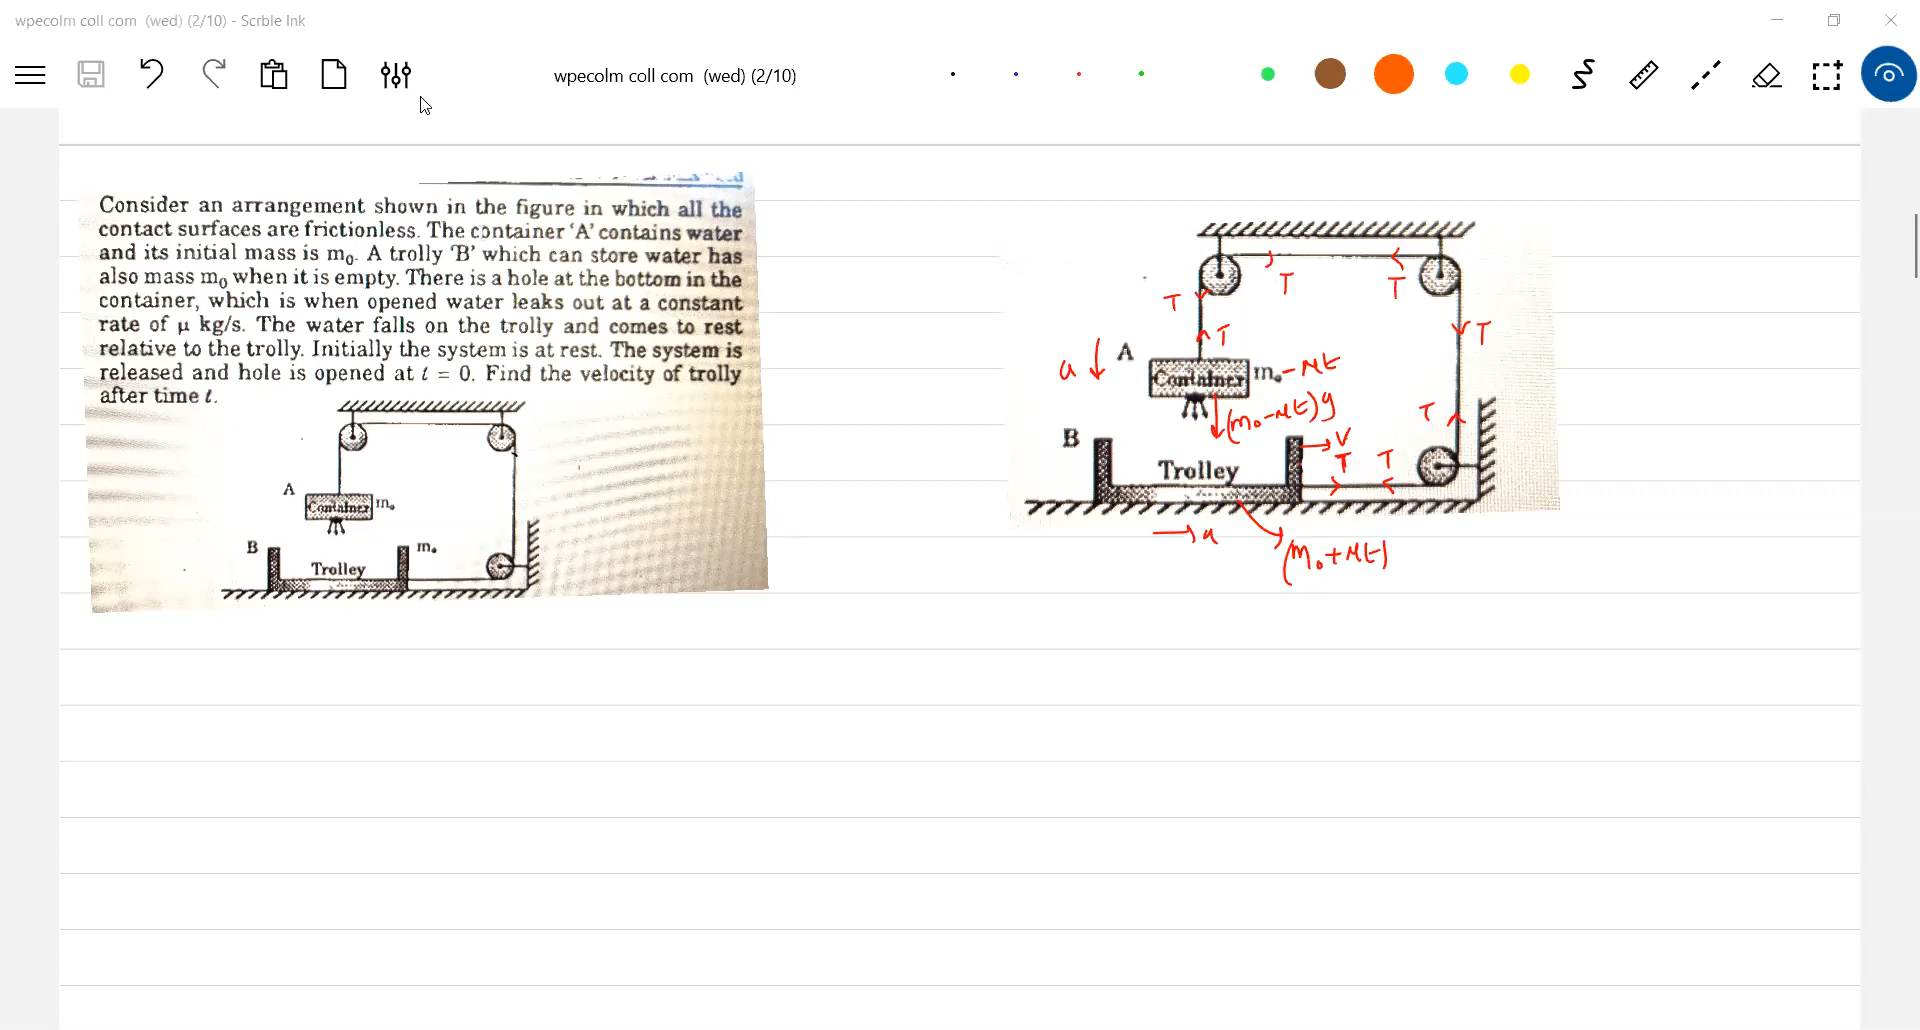 wpecolm coll com (wed) (2/10) - Scrble Ink
wpecolm coll com (wed) (2/10)
Consider an arrangement shown in the figure in which all the
contact surfaces are frictionless. The container 'A' contains water
and its initial mass is m₀. A trolly 'B' which can store water has
also mass m₀ when it is empty. There is a hole at the bottom in the
container, which is when opened water leaks out at a constant
rate of μ kg/s. The water falls on the trolly and comes to rest
relative to the trolly. Initially the system is at rest. The system is
released and hole is opened at t = 0. Find the velocity of trolly
after time t.
A
Container m₀
B
m₀
Trolley
T T
T T
T
a A
Container m₀ - μt
(m₀-μt)g
T
B
v
Trolley
T T
a
(m₀+μt)